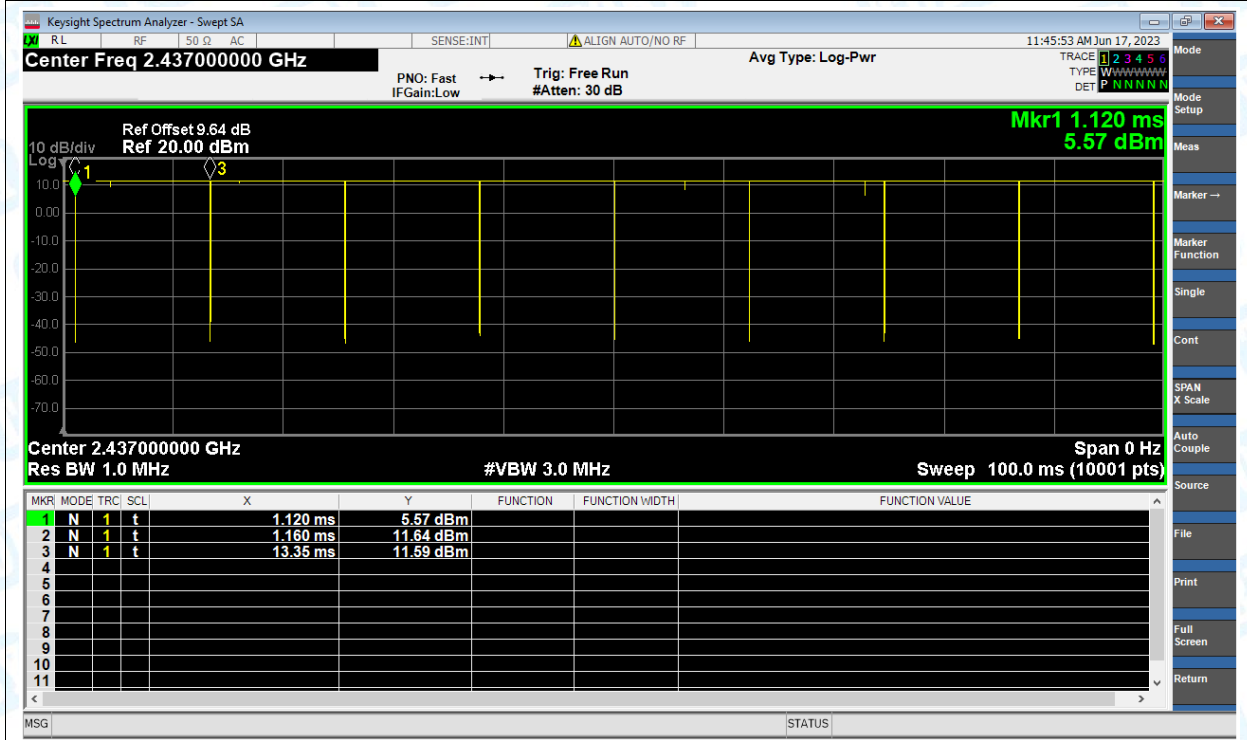 Keysight Spectrum Analyzer - Swept SA
LXI RL RF 50 Ω AC SENSE:INT ALIGN AUTO/NO RF 11:45:53 AM Jun 17, 2023
Center Freq 2.437000000 GHz
PNO: Fast
IFGain:Low
Trig: Free Run
#Atten: 30 dB
Avg Type: Log-Pwr
TRACE 1 2 3 4 5 6
TYPE WWWWWW
DET P N N N N N
Mkr1 1.120 ms
5.57 dBm
Ref Offset 9.64 dB
10 dB/div Ref 20.00 dBm
Log
1
3
10.0
0.00
-10.0
-20.0
-30.0
-40.0
-50.0
-60.0
-70.0
Center 2.437000000 GHz Span 0 Hz
Res BW 1.0 MHz #VBW 3.0 MHz Sweep 100.0 ms (10001 pts)
MKR MODE TRC SCL X Y FUNCTION FUNCTION WIDTH FUNCTION VALUE
1 N 1 t 1.120 ms 5.57 dBm
2 N 1 t 1.160 ms 11.64 dBm
3 N 1 t 13.35 ms 11.59 dBm
4
5
6
7
8
9
10
11
MSG STATUS
Mode
Mode
Setup
Meas
Marker→
Marker
Function
Single
Cont
SPAN
X Scale
Auto
Couple
Source
File
Print
Full
Screen
Return